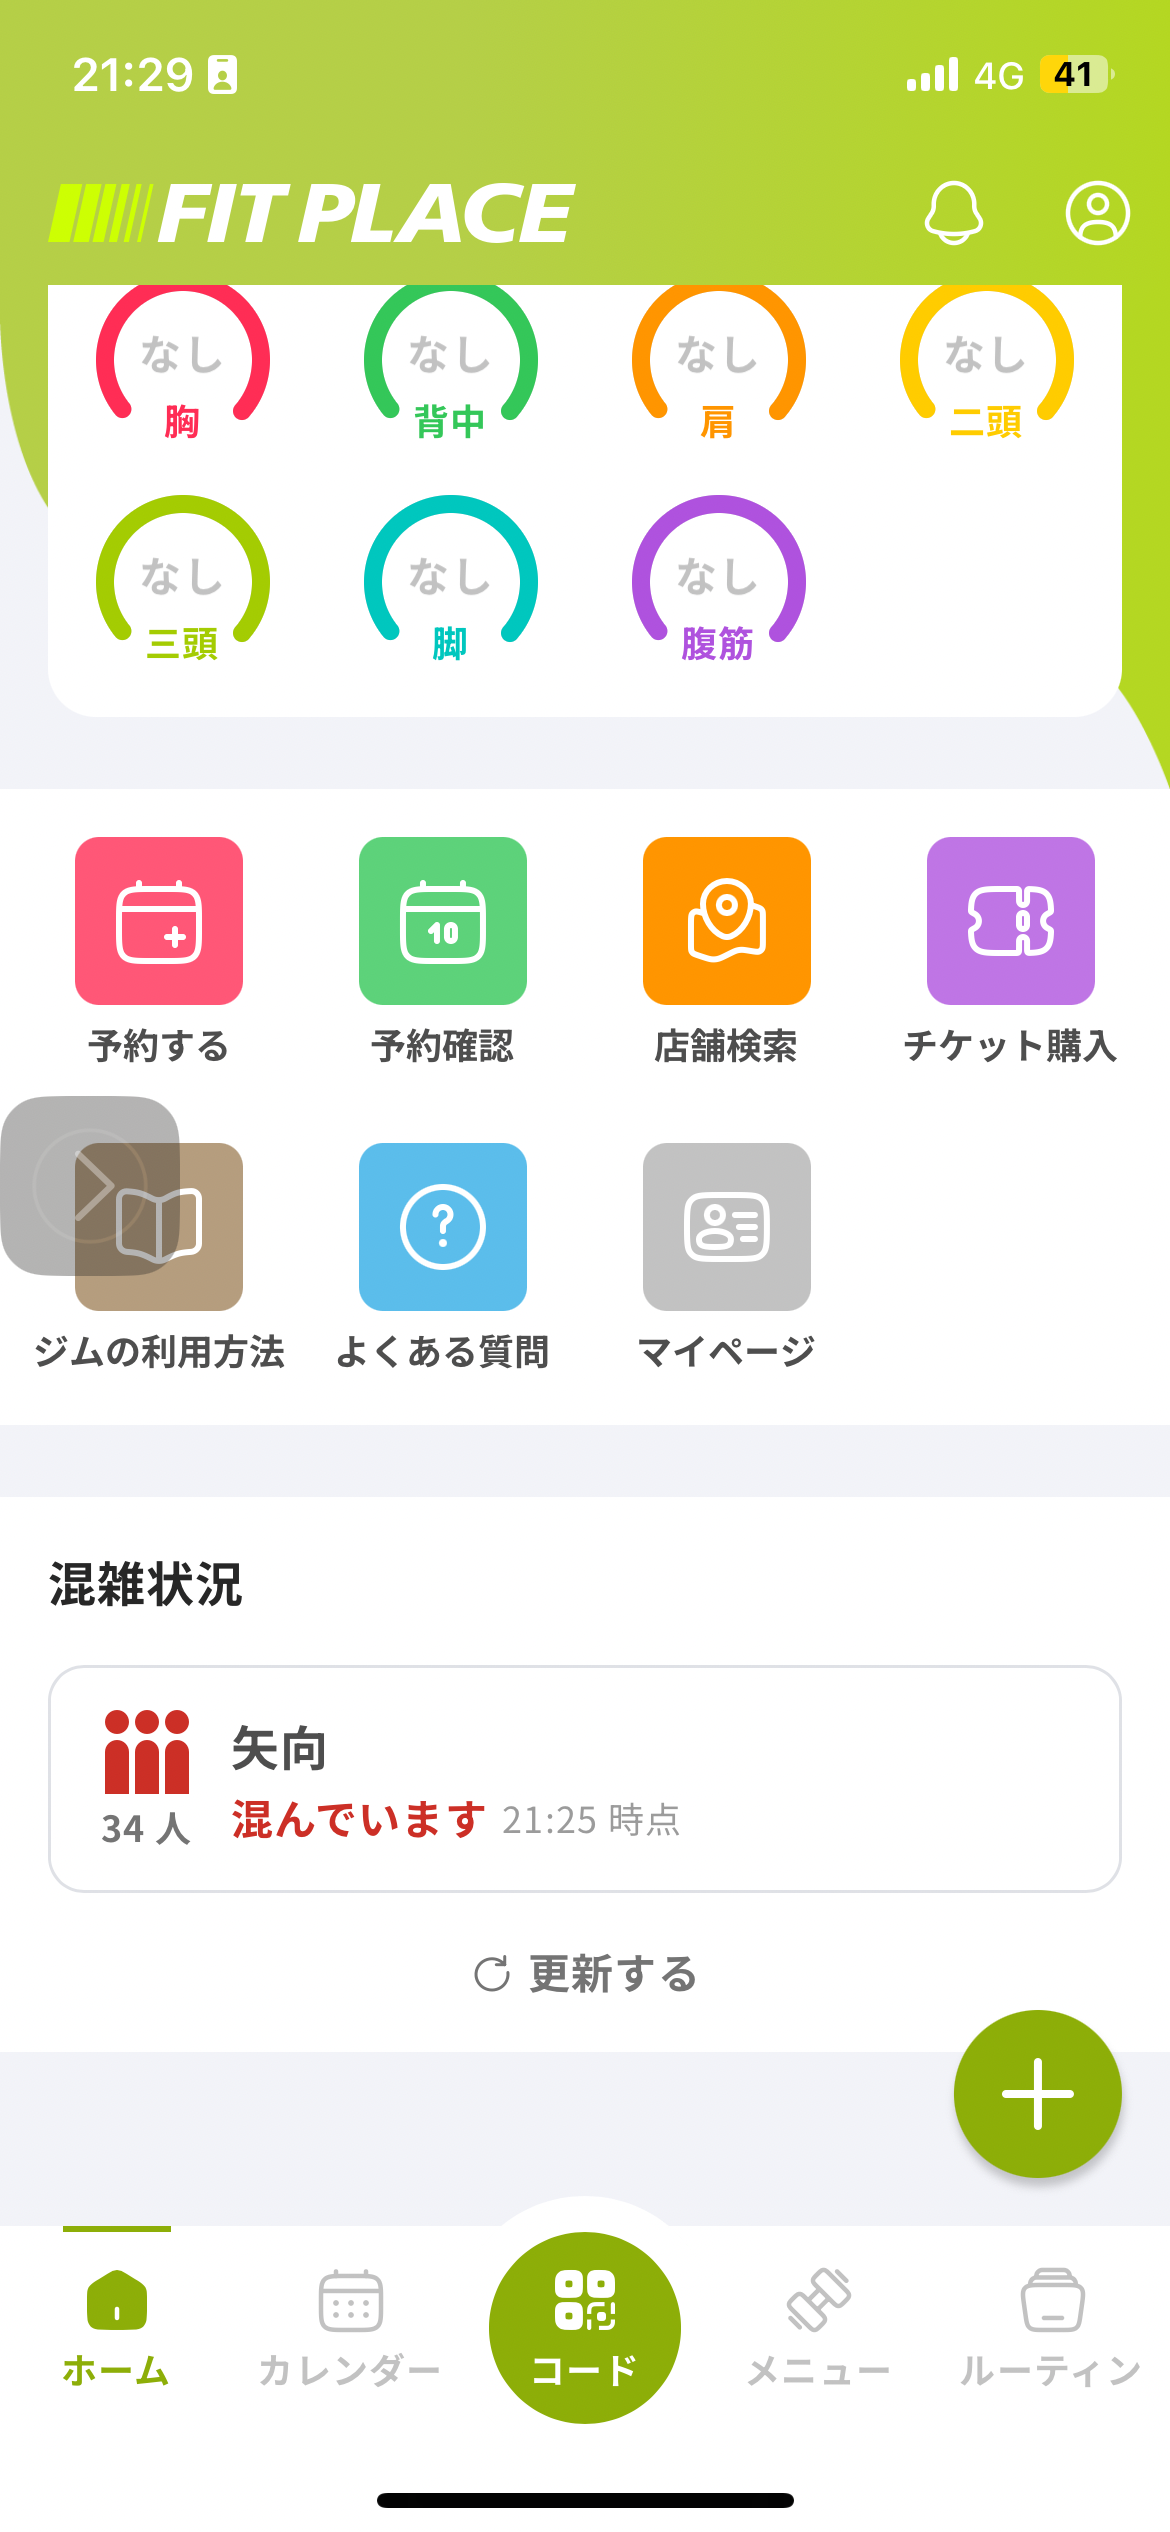 21:29
4G
41
FIT PLACE
なし
なし
なし
なし
胸
背中
肩
二頭
なし
なし
なし
三頭
脚
腹筋
10
予約する
予約確認
店舗検索
チケット購入
ジムの利用方法
よくある質問
マイページ
混雑状況
矢向
34 人
混んでいます 21:25 時点
更新する
ホーム
カレンダー
コード
メニュー
ルーティン